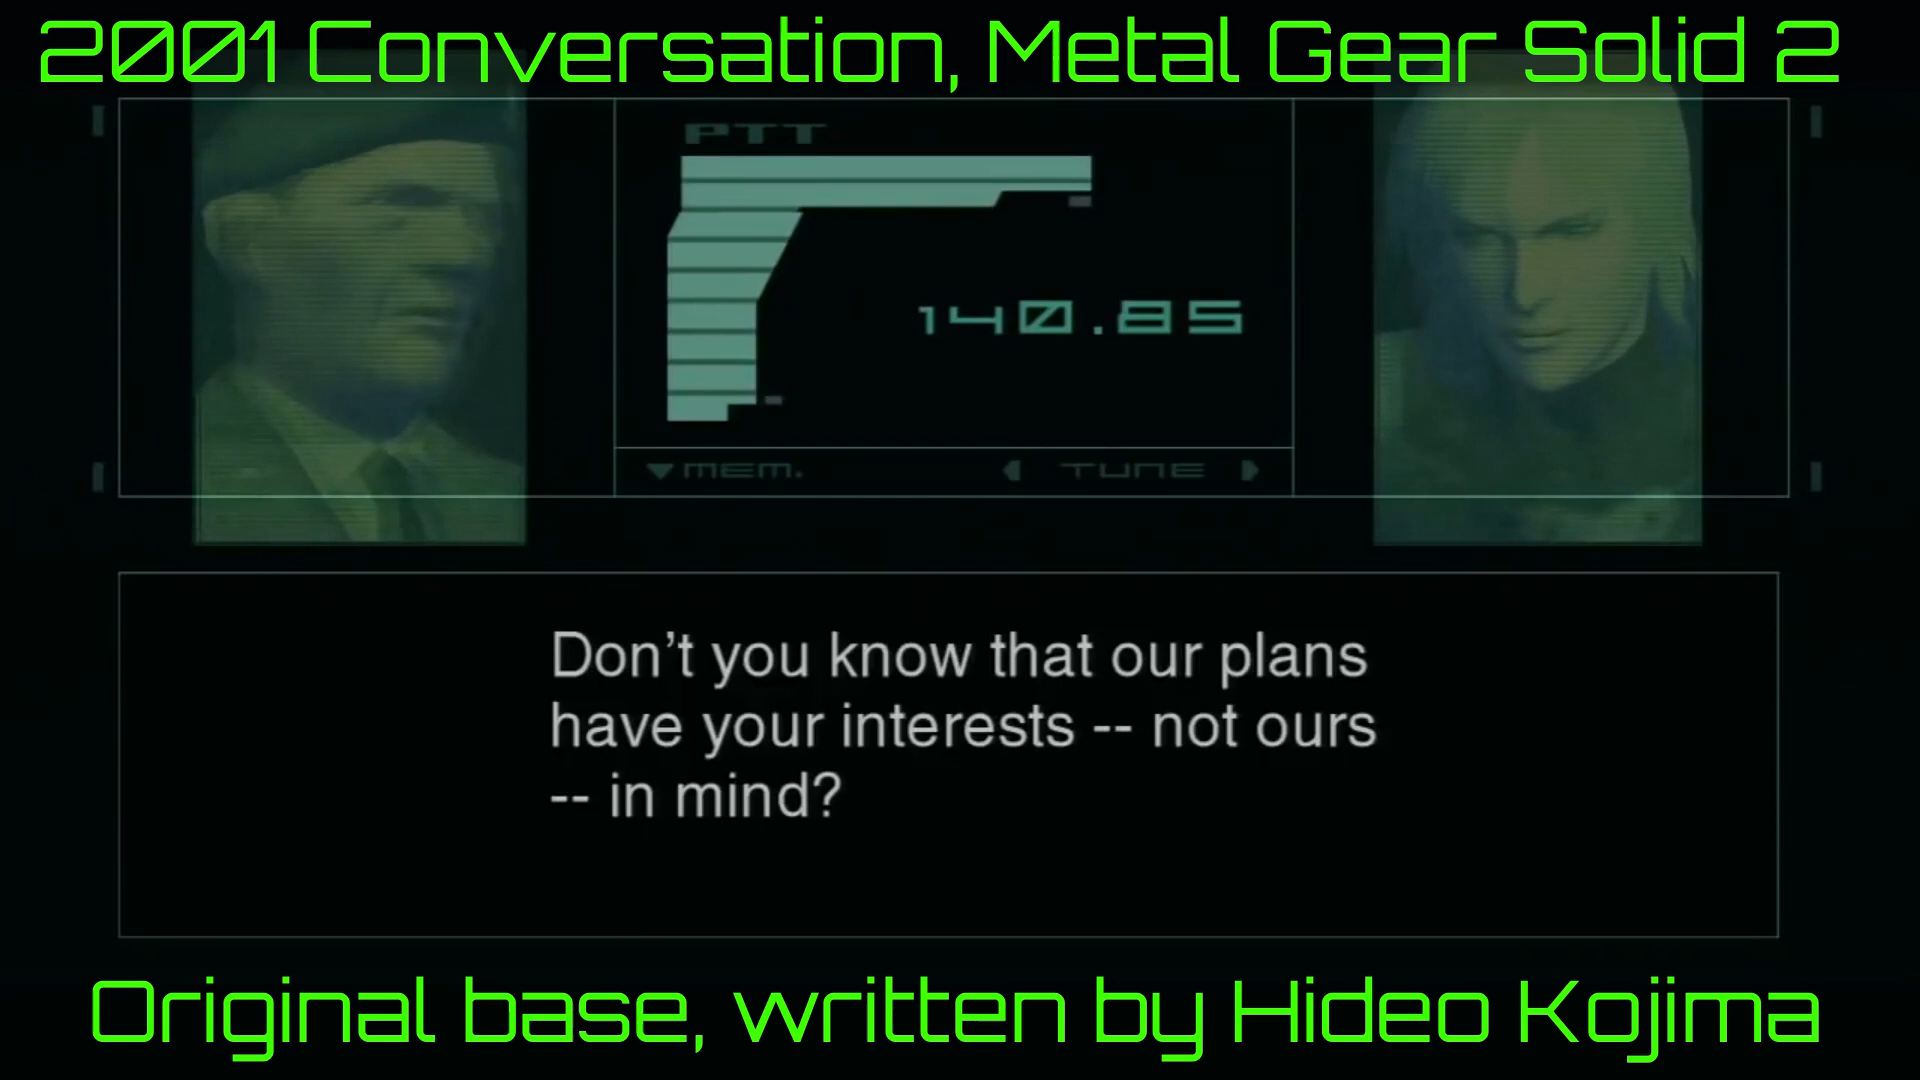 2001 Conversation, Metal Gear Solid 2
PTT
140.85
MEM.
TUNE
Don't you know that our plans
have your interests -- not ours
-- in mind?
Original base, written by Hideo Kojima